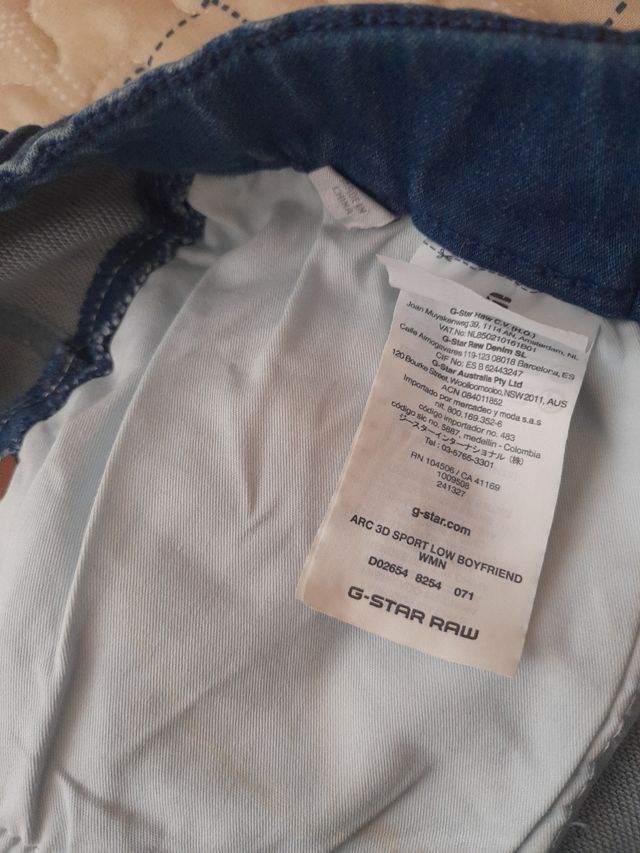 MADE IN
CHINA
G-Star Raw C.V. (H.Q.)
Joan Muyskenweg 39, 1114 AN, Amsterdam, NL
VAT.No: NL850210161B01
G-Star Raw Denim SL
Calle Almogavares 119-123 08018 Barcelona, ES
CIF No: ES B 62443247
G-Star Australia Pty Ltd
120 Bourke Street, Woolloomooloo, NSW 2011, AUS
ACN 084011852
Importado por mercadeo y moda s.a.s
nit. 800.169.352-6
código importador no. 483
código sic no. 5887, medellin - Colombia
ジースターインターナショナル(株)
Tel : 03-5765-3301
RN 104506 / CA 41169
1009508
241327
g-star.com
ARC 3D SPORT LOW BOYFRIEND
WMN
D02654 8254 071
G-STAR RAW